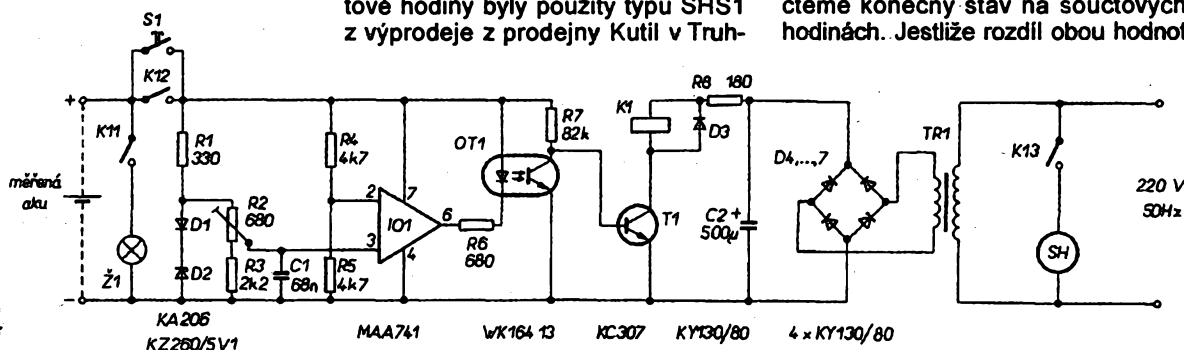 tové hodiny byly použity typu SHS1
z výprodeje z prodejny Kutil v Truh-
čteme konečný stav na součtových
hodinách. Jestliže rozdíl obou hodnot
S1
K12
+
K11
měřená
aku
-
Ž1
R1
330
D1
D2
R2
680
R3
2k2
C1
68n
R4
4k7
R5
4k7
2
3
7
4
6
IO1
R6
680
OT1
R7
82k
K1
T1
D3
R8 180
C2 +
500µ
D4,...,7
TR1
K13
SH
220 V
50Hz
KA206
KZ260/5V1
MAA741
WK164 13
KC307
KY130/80
4 x KY130/80